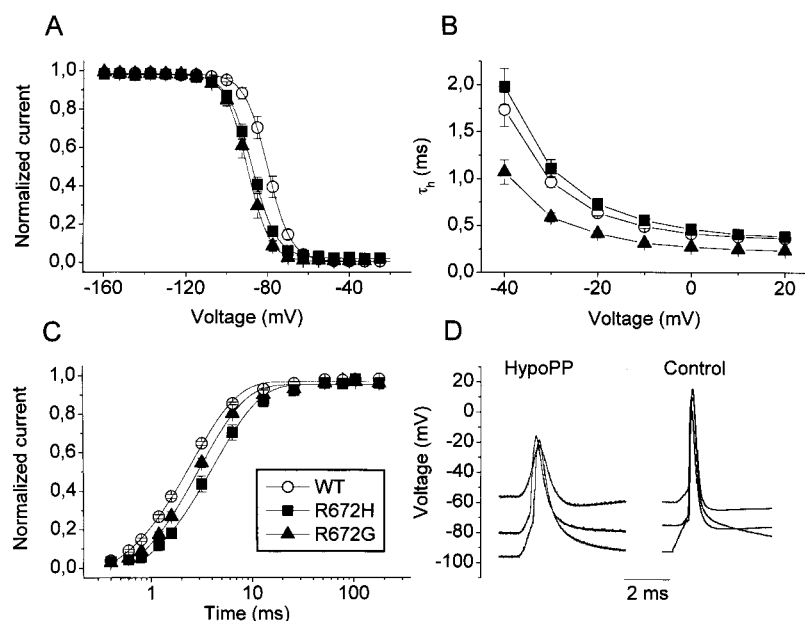 A
Normalized current
1,0
0,8
0,6
0,4
0,2
0,0
-160
-120
-80
-40
Voltage (mV)
B
τh (ms)
2,0
1,5
1,0
0,5
0,0
-40
-20
0
20
Voltage (mV)
C
Normalized current
1,0
0,8
0,6
0,4
0,2
0,0
1
10
100
Time (ms)
WT
R672H
R672G
D
HypoPP
Control
Voltage (mV)
20
0
-20
-40
-60
-80
-100
2 ms